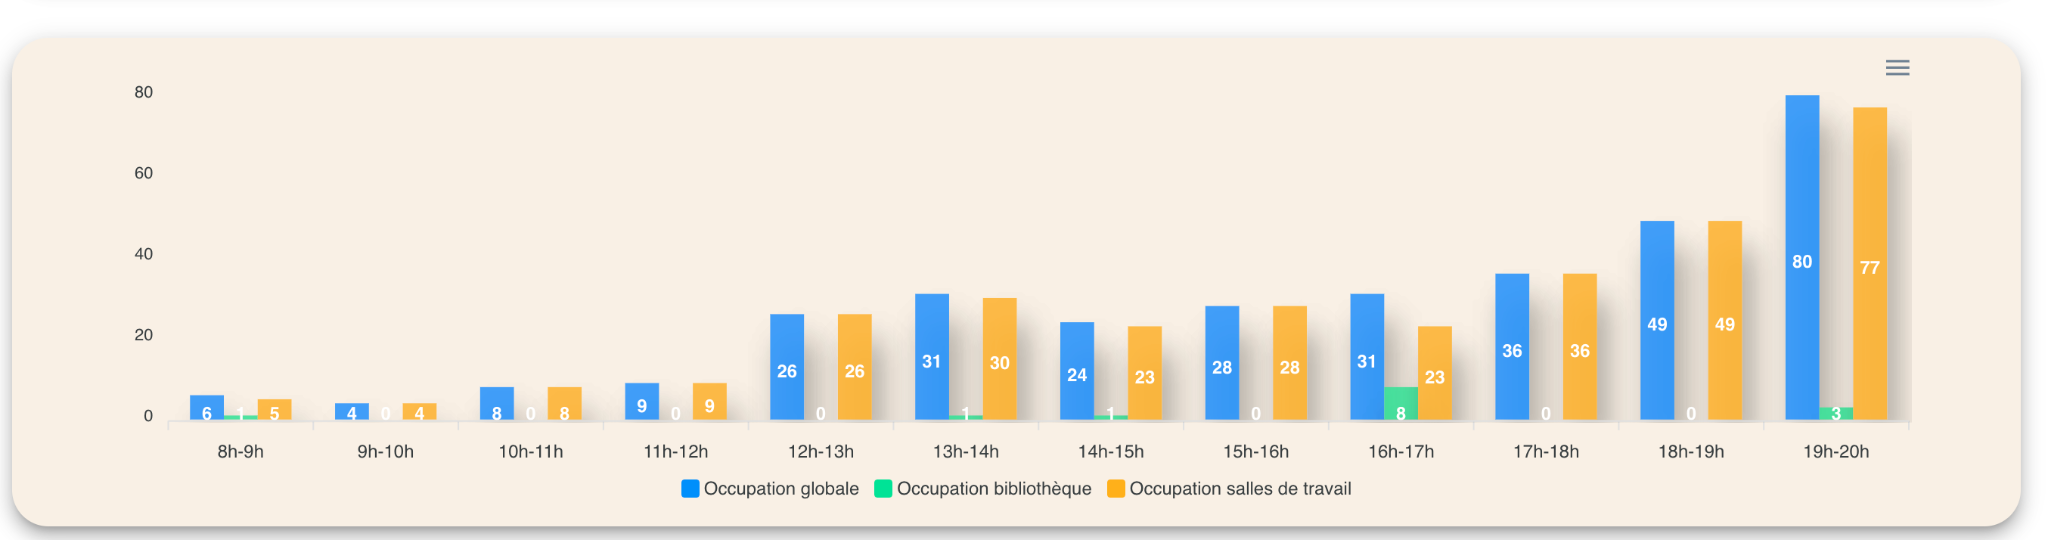 80
60
40
20
0
6 1 5 4 0 4 8 0 8 9 0 9 26 0 26 31 1 30 24 1 23 28 0 28 31 8 23 36 0 36 49 0 49 80 3 77
8h-9h 9h-10h 10h-11h 11h-12h 12h-13h 13h-14h 14h-15h 15h-16h 16h-17h 17h-18h 18h-19h 19h-20h
Occupation globale Occupation bibliothèque Occupation salles de travail